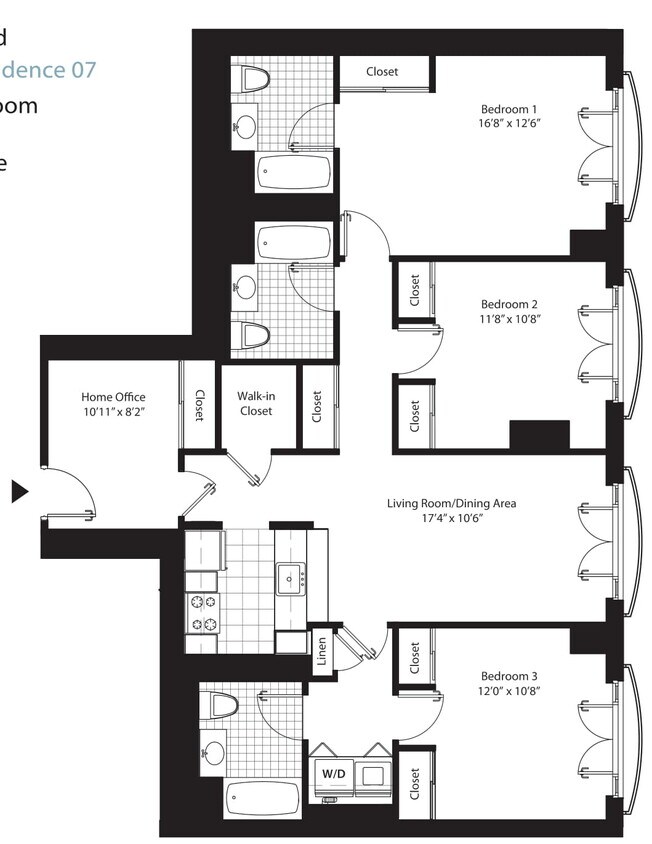 d
dence 07
oom
e
Closet
Bedroom 1
16'8" x 12'6"
Closet
Bedroom 2
11'8" x 10'8"
Home Office
10'11" x 8'2"
Closet
Walk-in
Closet
Closet
Closet
Living Room/Dining Area
17'4" x 10'6"
Linen
Closet
Bedroom 3
12'0" x 10'8"
W/D
Closet